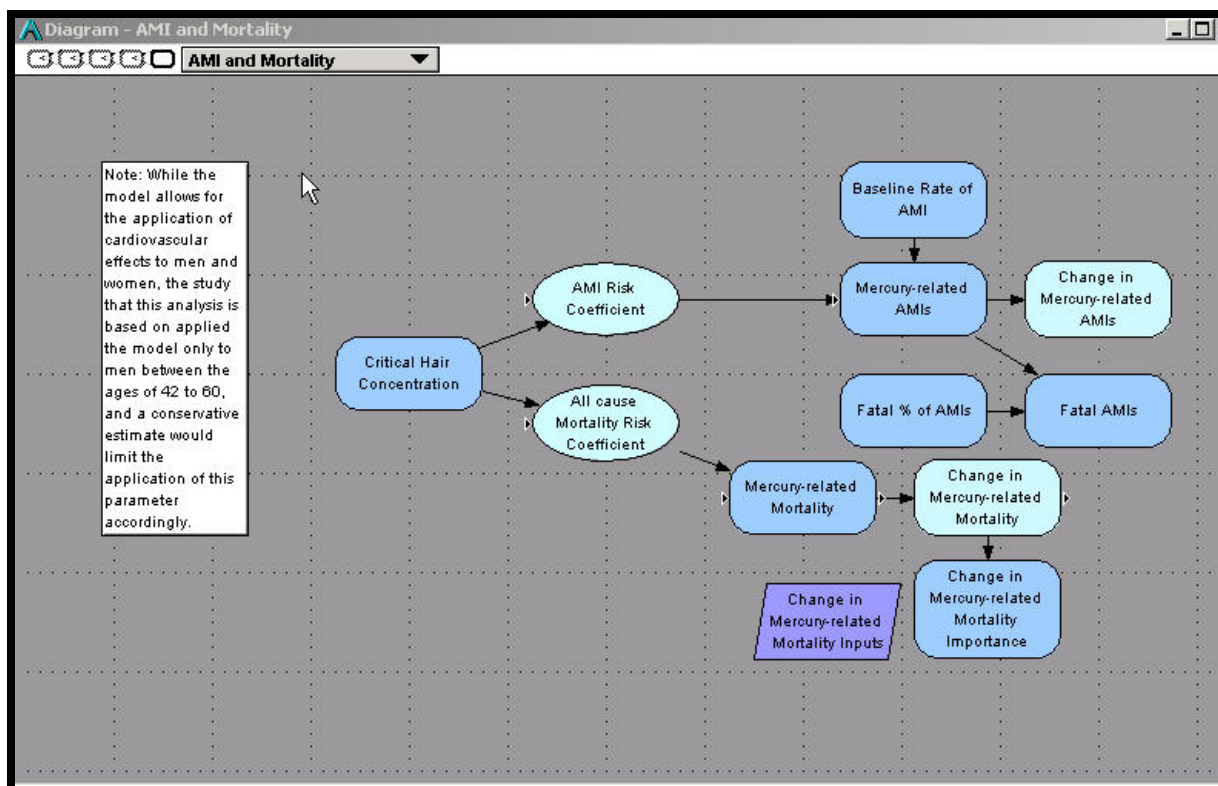 Diagram - AMI and Mortality
AMI and Mortality
Note: While the
model allows for
the application of
cardiovascular
effects to men and
women, the study
that this analysis is
based on applied
the model only to
men between the
ages of 42 to 60,
and a conservative
estimate would
limit the
application of this
parameter
accordingly.
Critical Hair
Concentration
AMI Risk
Coefficient
All cause
Mortality Risk
Coefficient
Baseline Rate of
AMI
Mercury-related
AMIs
Change in
Mercury-related
AMIs
Fatal % of AMIs
Fatal AMIs
Mercury-related
Mortality
Change in
Mercury-related
Mortality
Change in
Mercury-related
Mortality Inputs
Change in
Mercury-related
Mortality
Importance